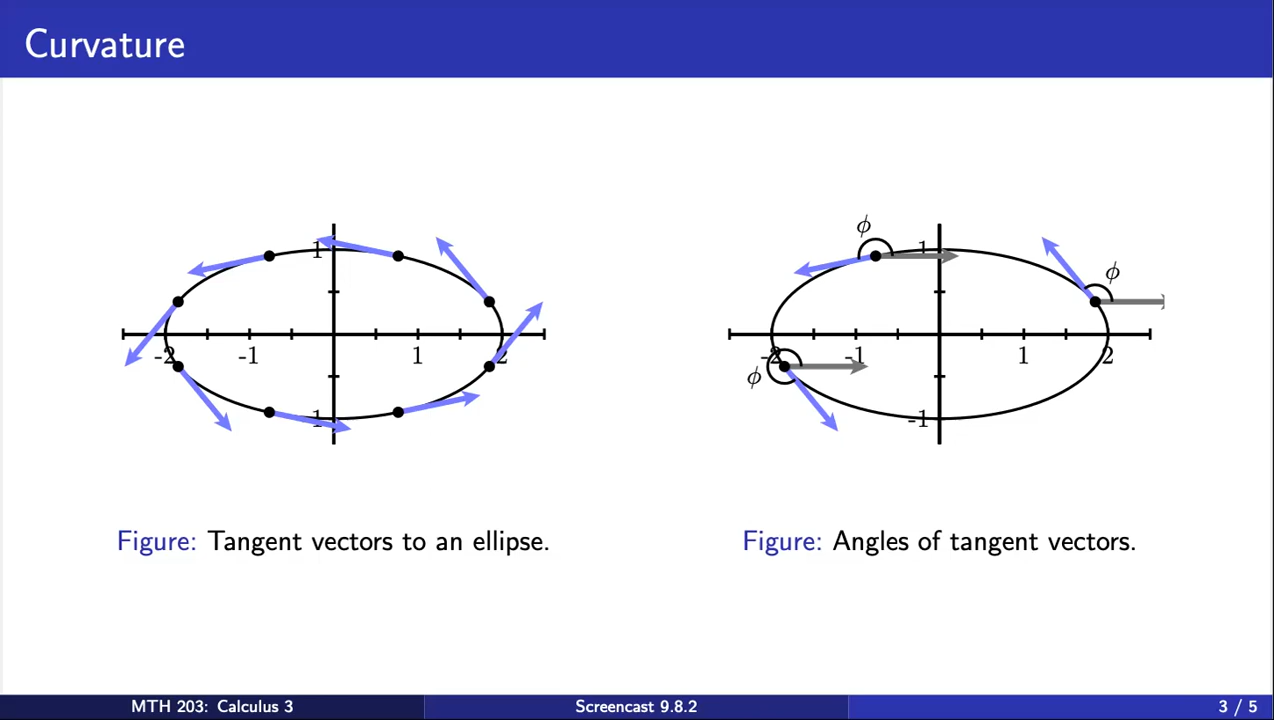 Curvature
1
-2
-1
1
2
-1
Figure: Tangent vectors to an ellipse.
ϕ
1
ϕ
-2
-1
1
2
ϕ
-1
Figure: Angles of tangent vectors.
MTH 203: Calculus 3
Screencast 9.8.2
3 / 5